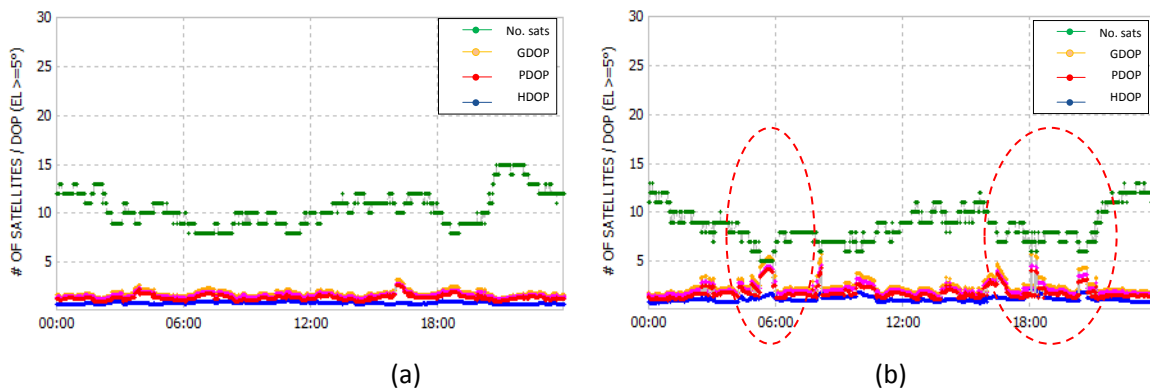 # OF SATELLITES / DOP (EL >=5°)
30
25
20
15
10
5
00:00 06:00 12:00 18:00
No. sats
GDOP
PDOP
HDOP
(a)
# OF SATELLITES / DOP (EL >=5°)
30
25
20
15
10
5
00:00 06:00 12:00 18:00
No. sats
GDOP
PDOP
HDOP
(b)